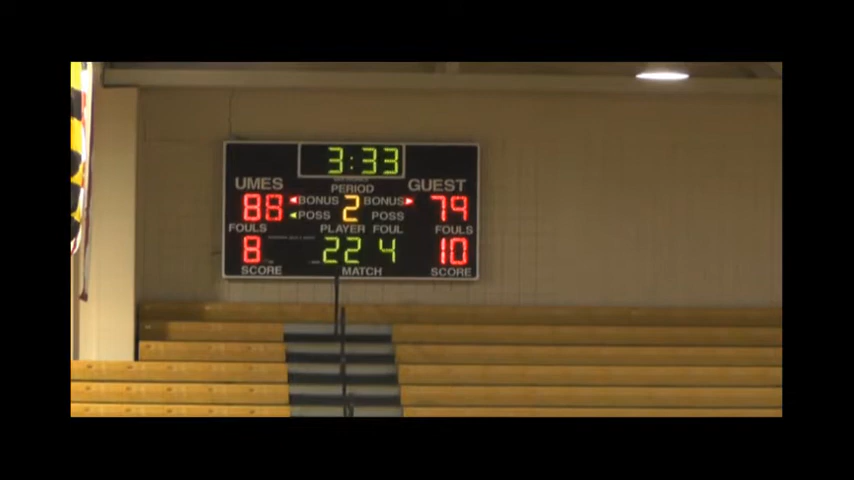 3:33
UMES PERIOD GUEST
88 BONUS 2 BONUS 79
POSS POSS
FOULS PLAYER FOUL FOULS
8 22 4 10
SCORE MATCH SCORE